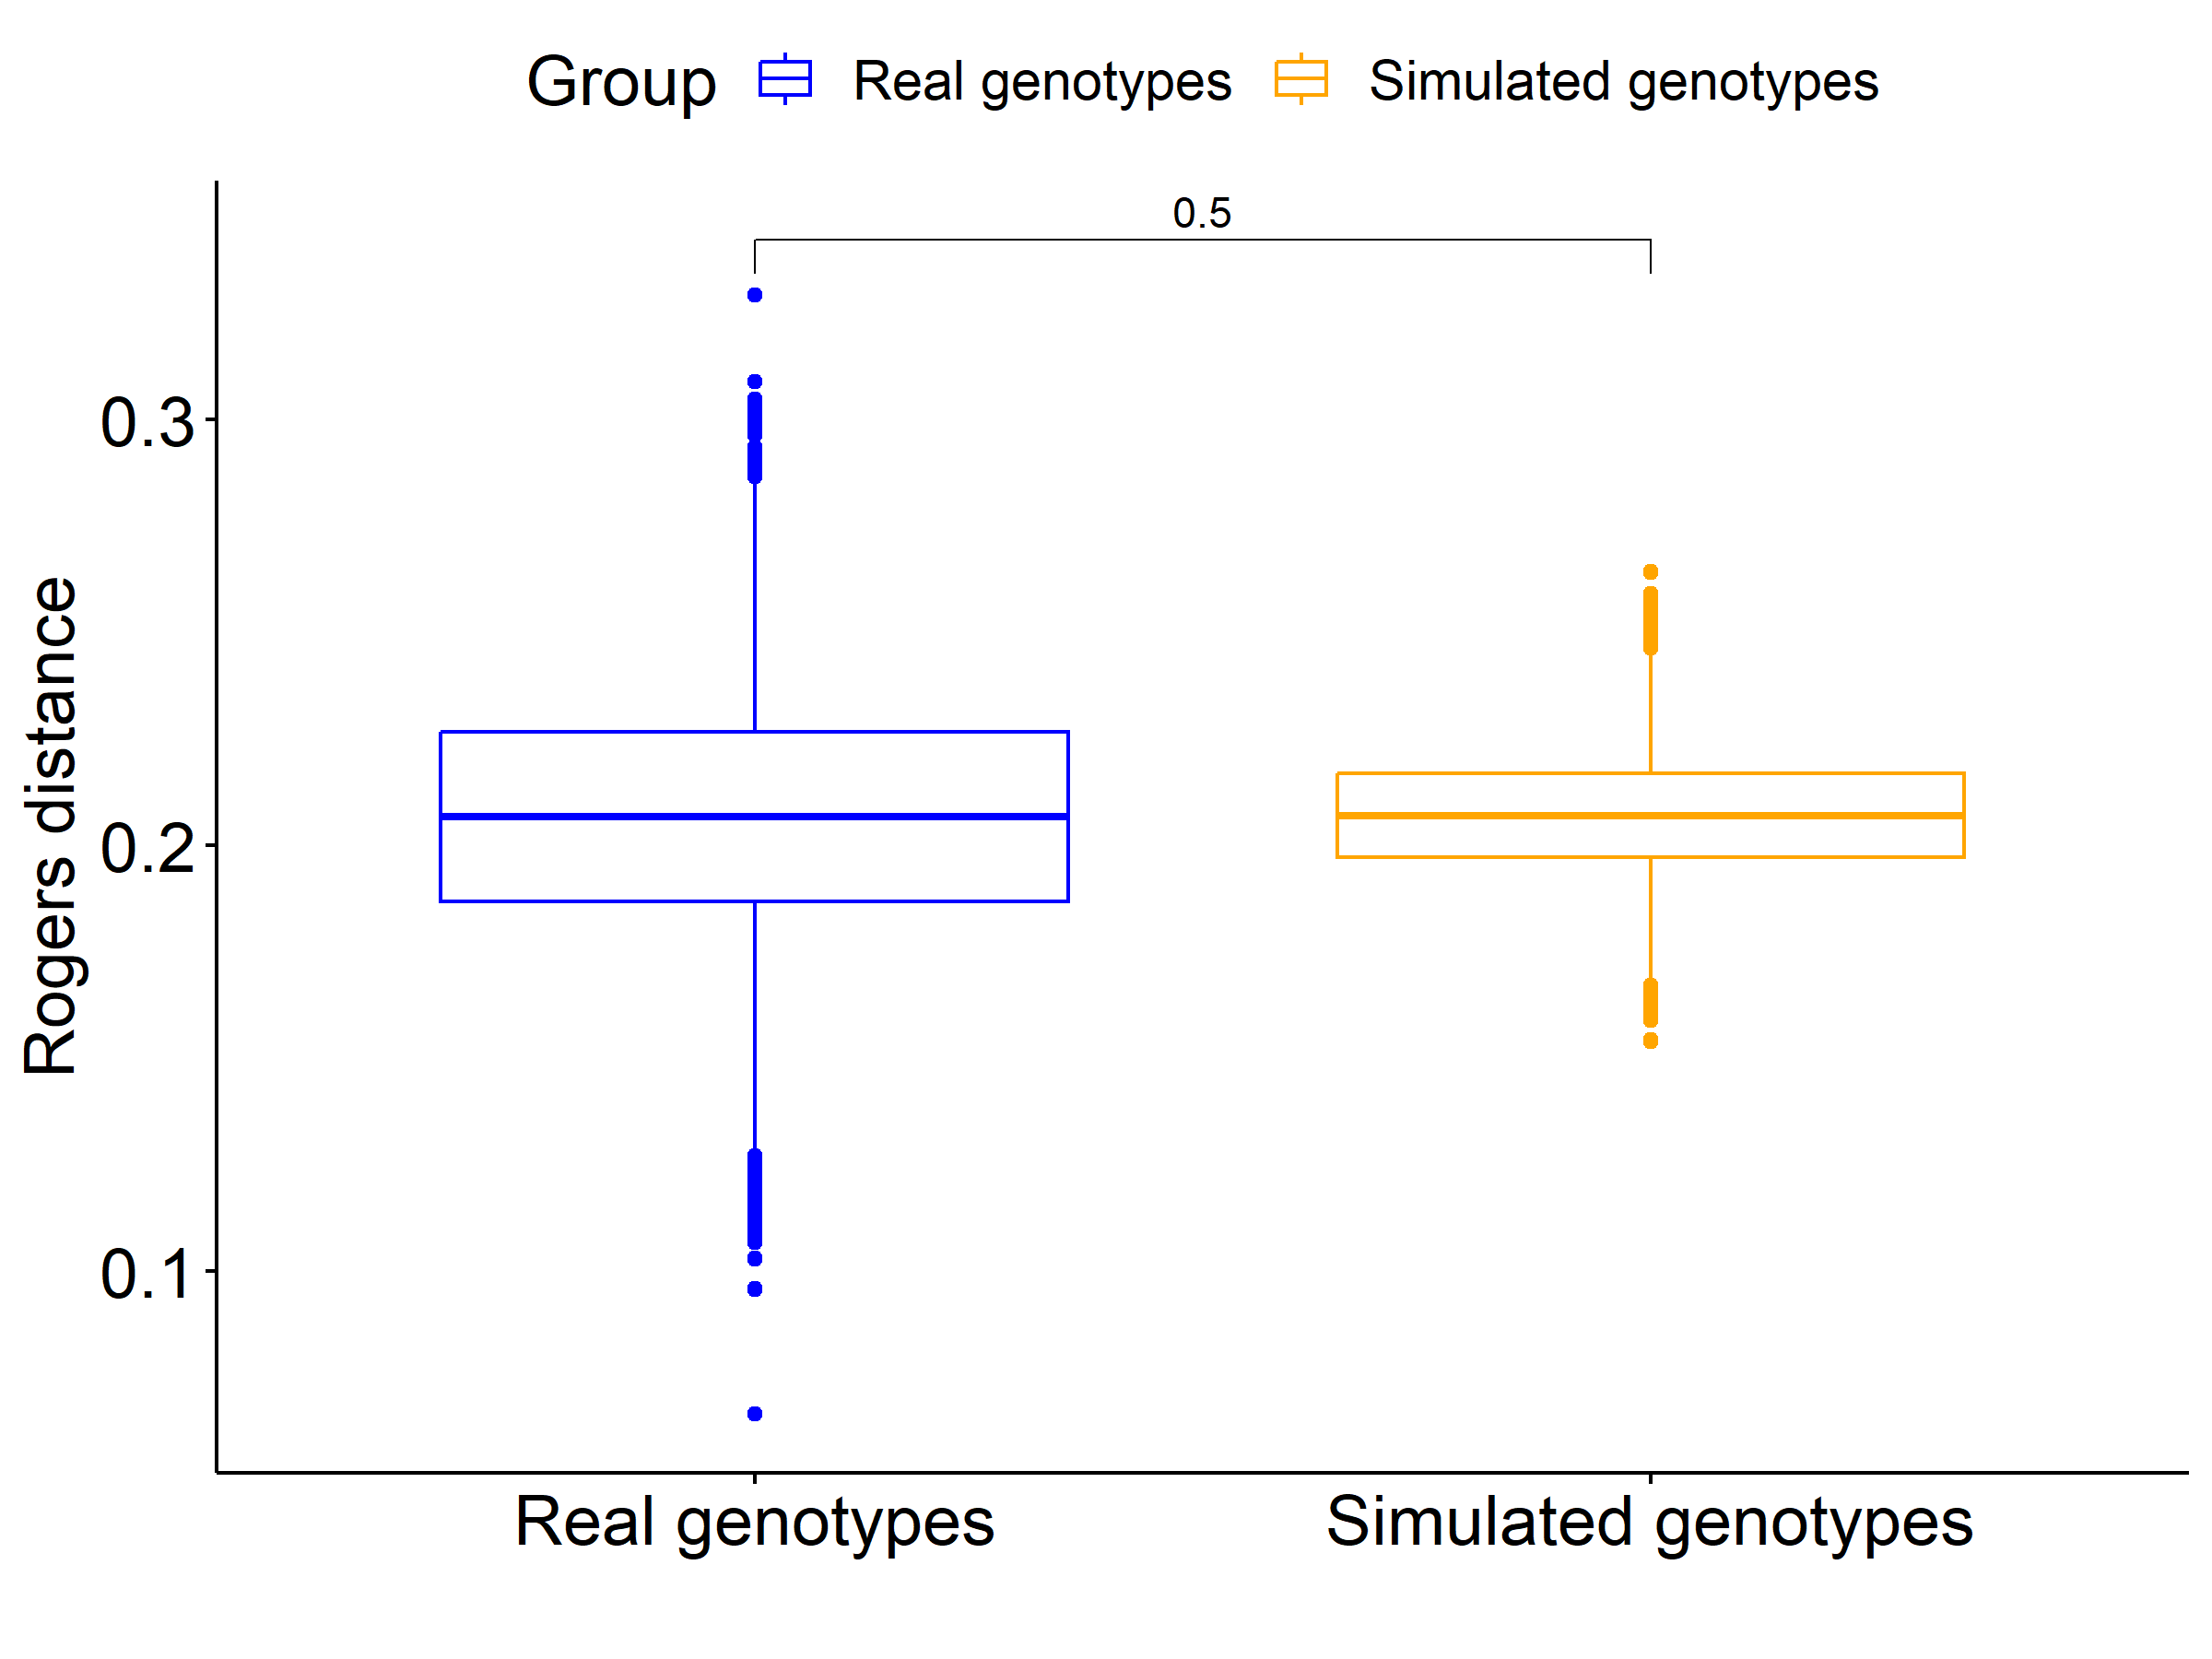 Group Real genotypes Simulated genotypes
0.5
0.3
0.2
0.1
Rogers distance
Real genotypes Simulated genotypes